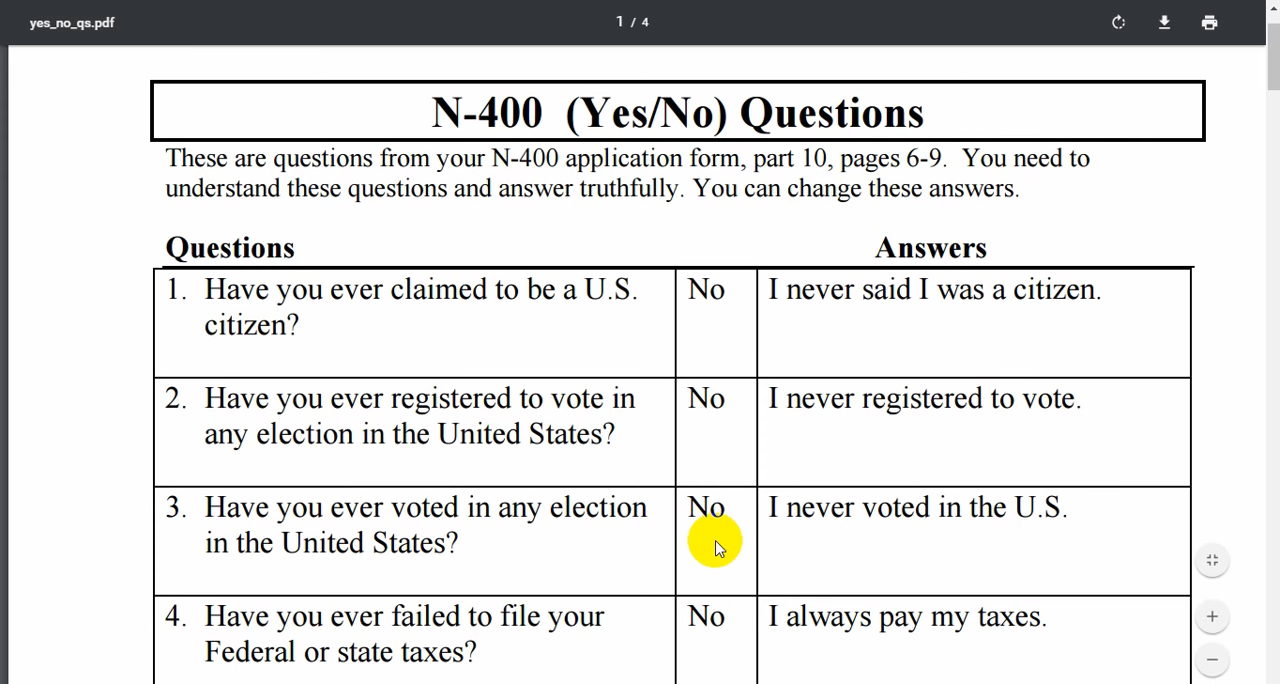 yes_no_qs.pdf
1 / 4
N-400 (Yes/No) Questions
These are questions from your N-400 application form, part 10, pages 6-9. You need to
understand these questions and answer truthfully. You can change these answers.
Questions Answers
1. Have you ever claimed to be a U.S. No I never said I was a citizen.
citizen?
2. Have you ever registered to vote in No I never registered to vote.
any election in the United States?
3. Have you ever voted in any election No I never voted in the U.S.
in the United States?
4. Have you ever failed to file your No I always pay my taxes.
Federal or state taxes?